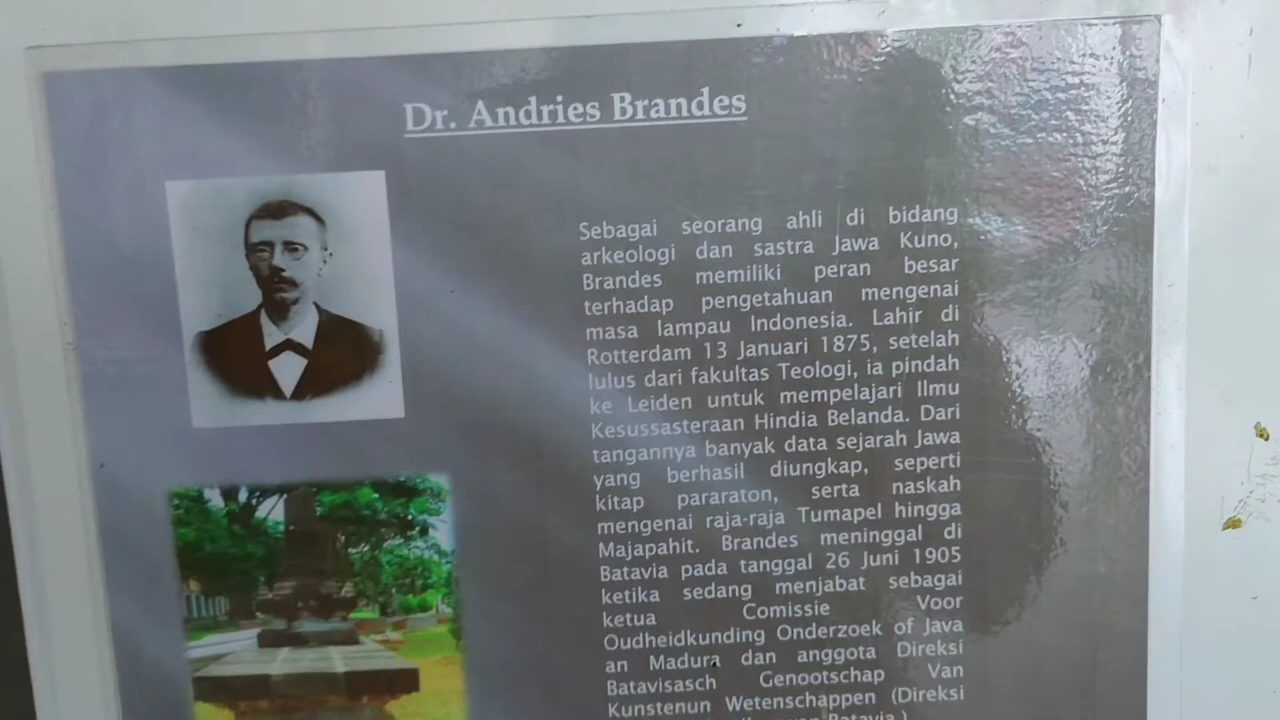 Dr. Andries Brandes
Sebagai seorang ahli di bidang
arkeologi dan sastra Jawa Kuno,
Brandes memiliki peran besar
terhadap pengetahuan mengenai
masa lampau Indonesia. Lahir di
Rotterdam 13 Januari 1875, setelah
lulus dari fakultas Teologi, ia pindah
ke Leiden untuk mempelajari Ilmu
Kesussasteraan Hindia Belanda. Dari
tangannya banyak data sejarah Jawa
yang berhasil diungkap, seperti
kitap pararaton, serta naskah
mengenai raja-raja Tumapel hingga
Majapahit. Brandes meninggal di
Batavia pada tanggal 26 Juni 1905
ketika sedang menjabat sebagai
ketua Comissie Voor
Oudheidkunding Onderzoek of Java
an Madura dan anggota Direksi
Batavisasch Genootschap Van
Kunstenun Wetenschappen (Direksi
Batavia.)